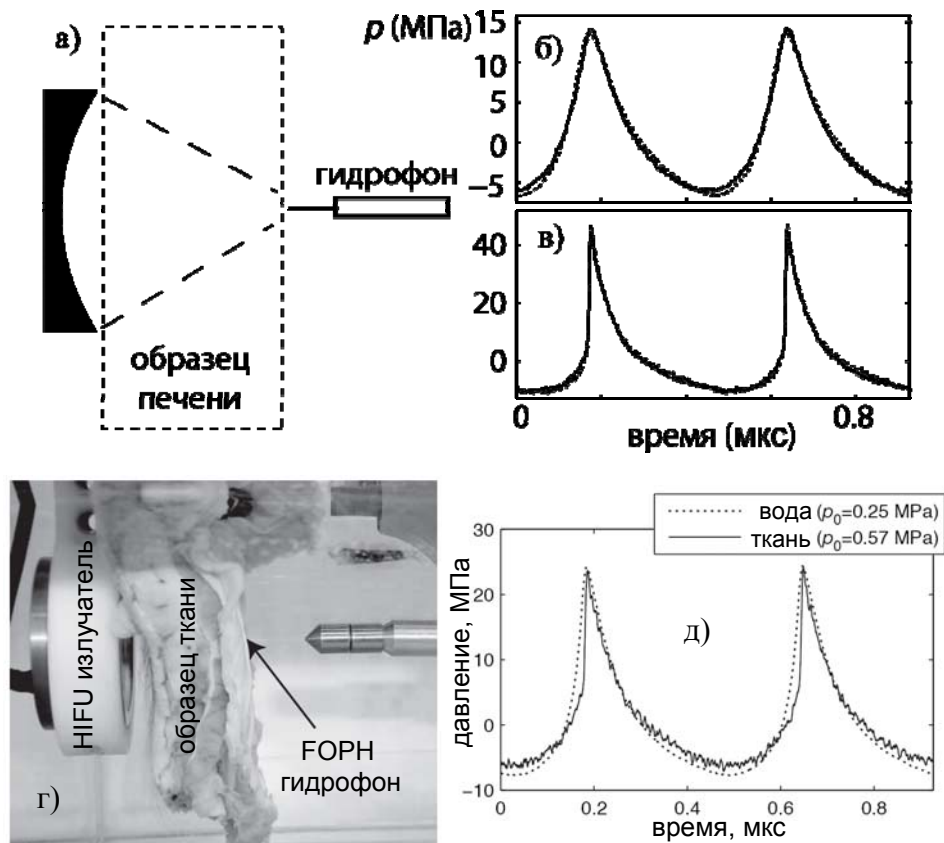 а)
гидрофон
образец
печени
p (МПа)
б)
15
10
5
0
−5
в)
40
20
0
0
0.8
время (мкс)
HIFU излучатель
образец ткани
FOPH
гидрофон
г)
вода (p0=0.25 MPa)
ткань (p0=0.57 MPa)
д)
давление, МПа
30
20
10
0
−10
0
0.2
0.4
0.6
0.8
время, мкс